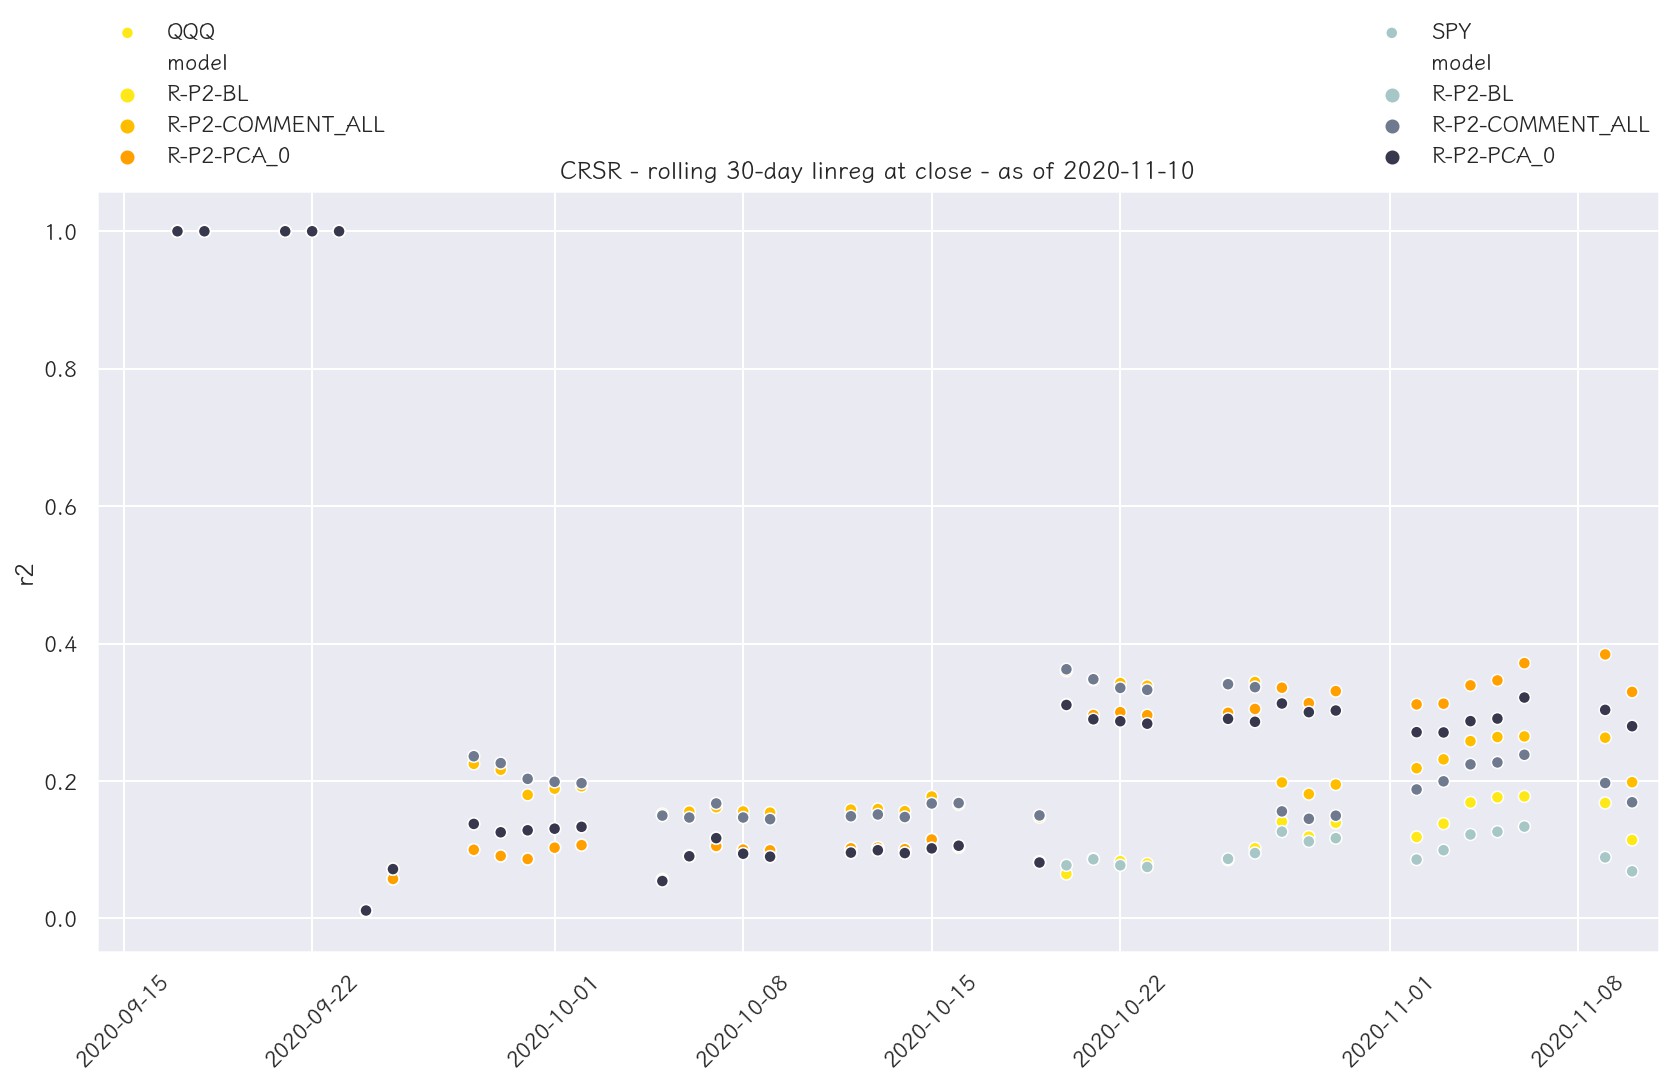 QQQ
model
R-P2-BL
R-P2-COMMENT_ALL
R-P2-PCA_0
SPY
model
R-P2-BL
R-P2-COMMENT_ALL
R-P2-PCA_0
CRSR - rolling 30-day linreg at close - as of 2020-11-10
1.0
0.8
0.6
0.4
0.2
0.0
r2
2020-09-15
2020-09-22
2020-10-01
2020-10-08
2020-10-15
2020-10-22
2020-11-01
2020-11-08